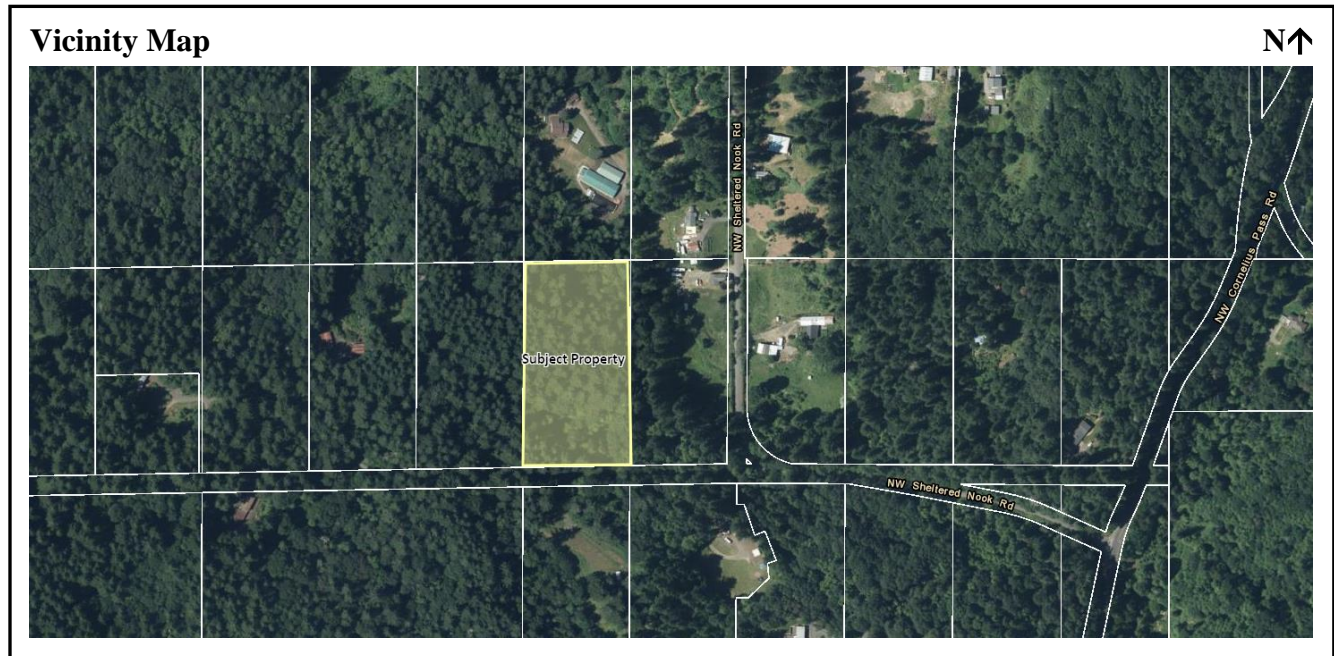 Vicinity Map
N↑
NW Sheltered Nook Rd
NW Cornelius Pass Rd
Subject Property
NW Sheltered Nook Rd